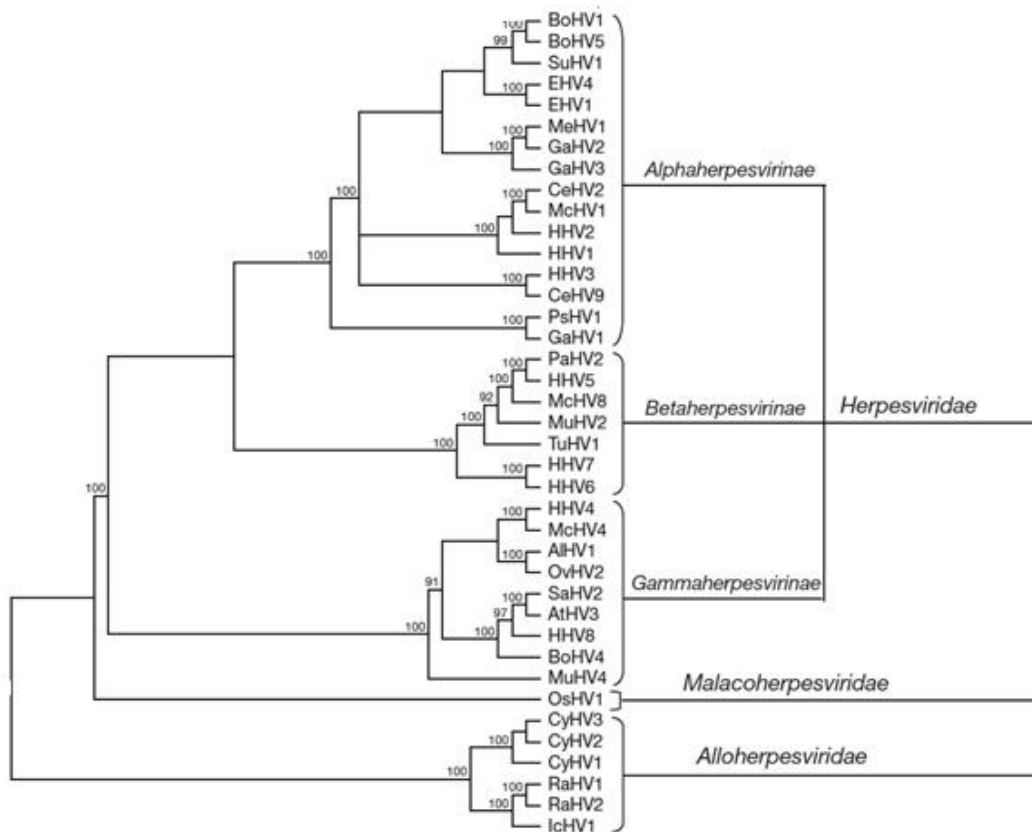 100 BoHV1
99 BoHV5
SuHV1
EHV4
100 EHV1
100 MeHV1
100 GaHV2
GaHV3
Alphaherpesvirinae
100 CeHV2
100 McHV1
100 HHV2
HHV1
100 HHV3
100 CeHV9
100 PsHV1
GaHV1
100 PaHV2
100 HHV5
92 McHV8
Betaherpesvirinae
Herpesviridae
MuHV2
100 TuHV1
100 HHV7
HHV6
100 100 HHV4
McHV4
100 AlHV1
91 OvHV2
Gammaherpesvirinae
100 SaHV2
97 AtHV3
100 100 HHV8
BoHV4
MuHV4
Malacoherpesviridae
OsHV1
CyHV3
100 CyHV2
Alloherpesviridae
100 CyHV1
100 RaHV1
100 RaHV2
IcHV1